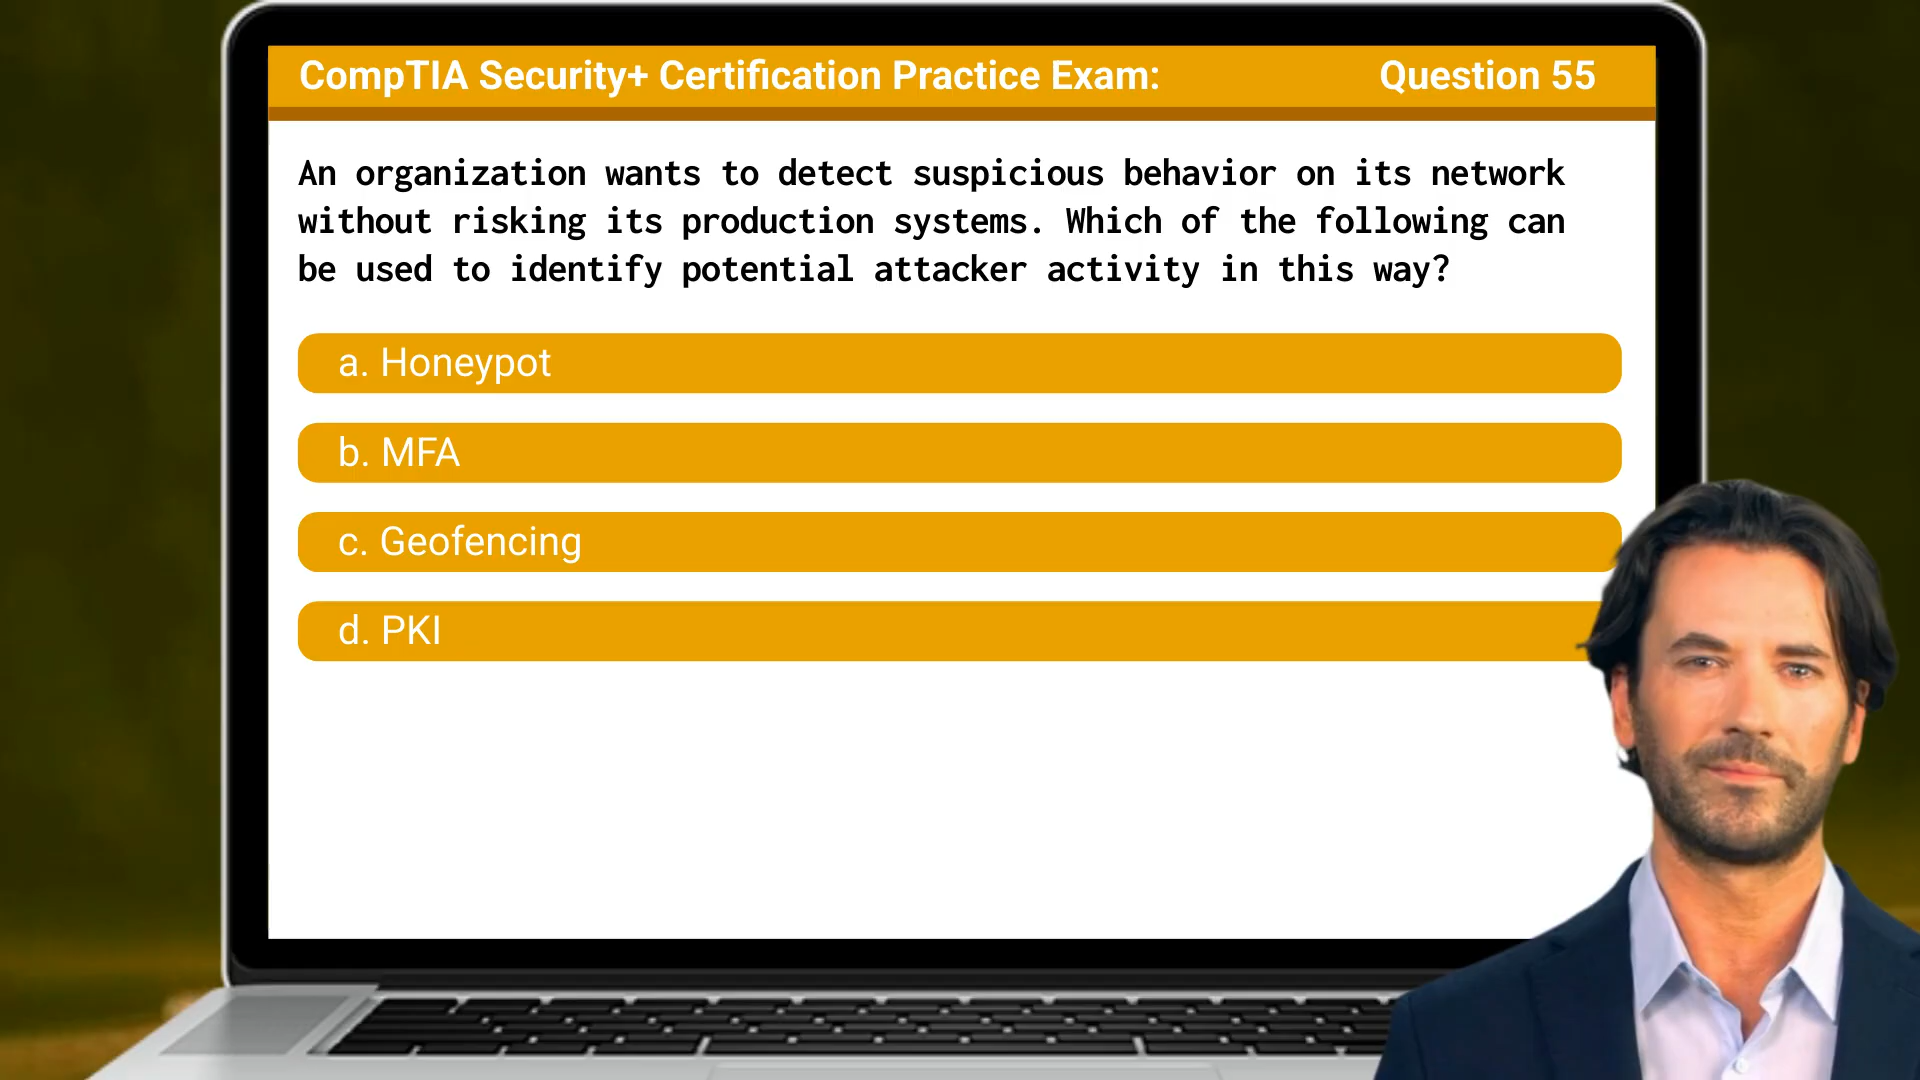 CompTIA Security+ Certification Practice Exam: Question 55
An organization wants to detect suspicious behavior on its network
without risking its production systems. Which of the following can
be used to identify potential attacker activity in this way?
a. Honeypot
b. MFA
c. Geofencing
d. PKI